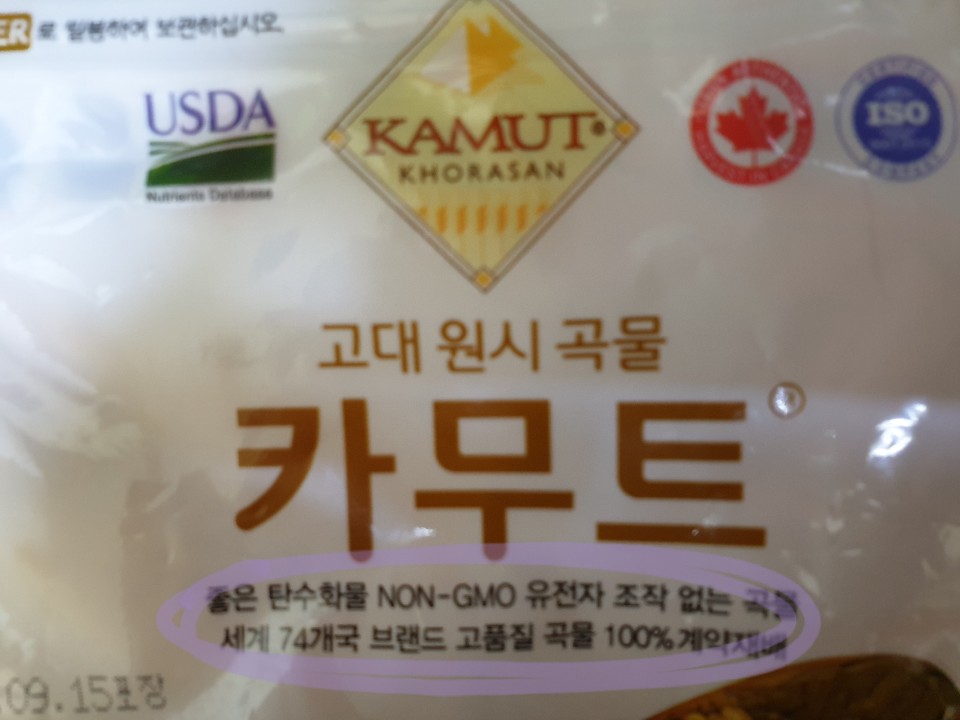 ER 로 밀봉하여 보관하십시오.
USDA
Nutrients Database
KAMUT®
KHORASAN
ISO
고대 원시 곡물
카무트®
좋은 탄수화물 NON-GMO 유전자 조작 없는 곡물
세계 74개국 브랜드 고품질 곡물 100% 계약재배
.09.15포장